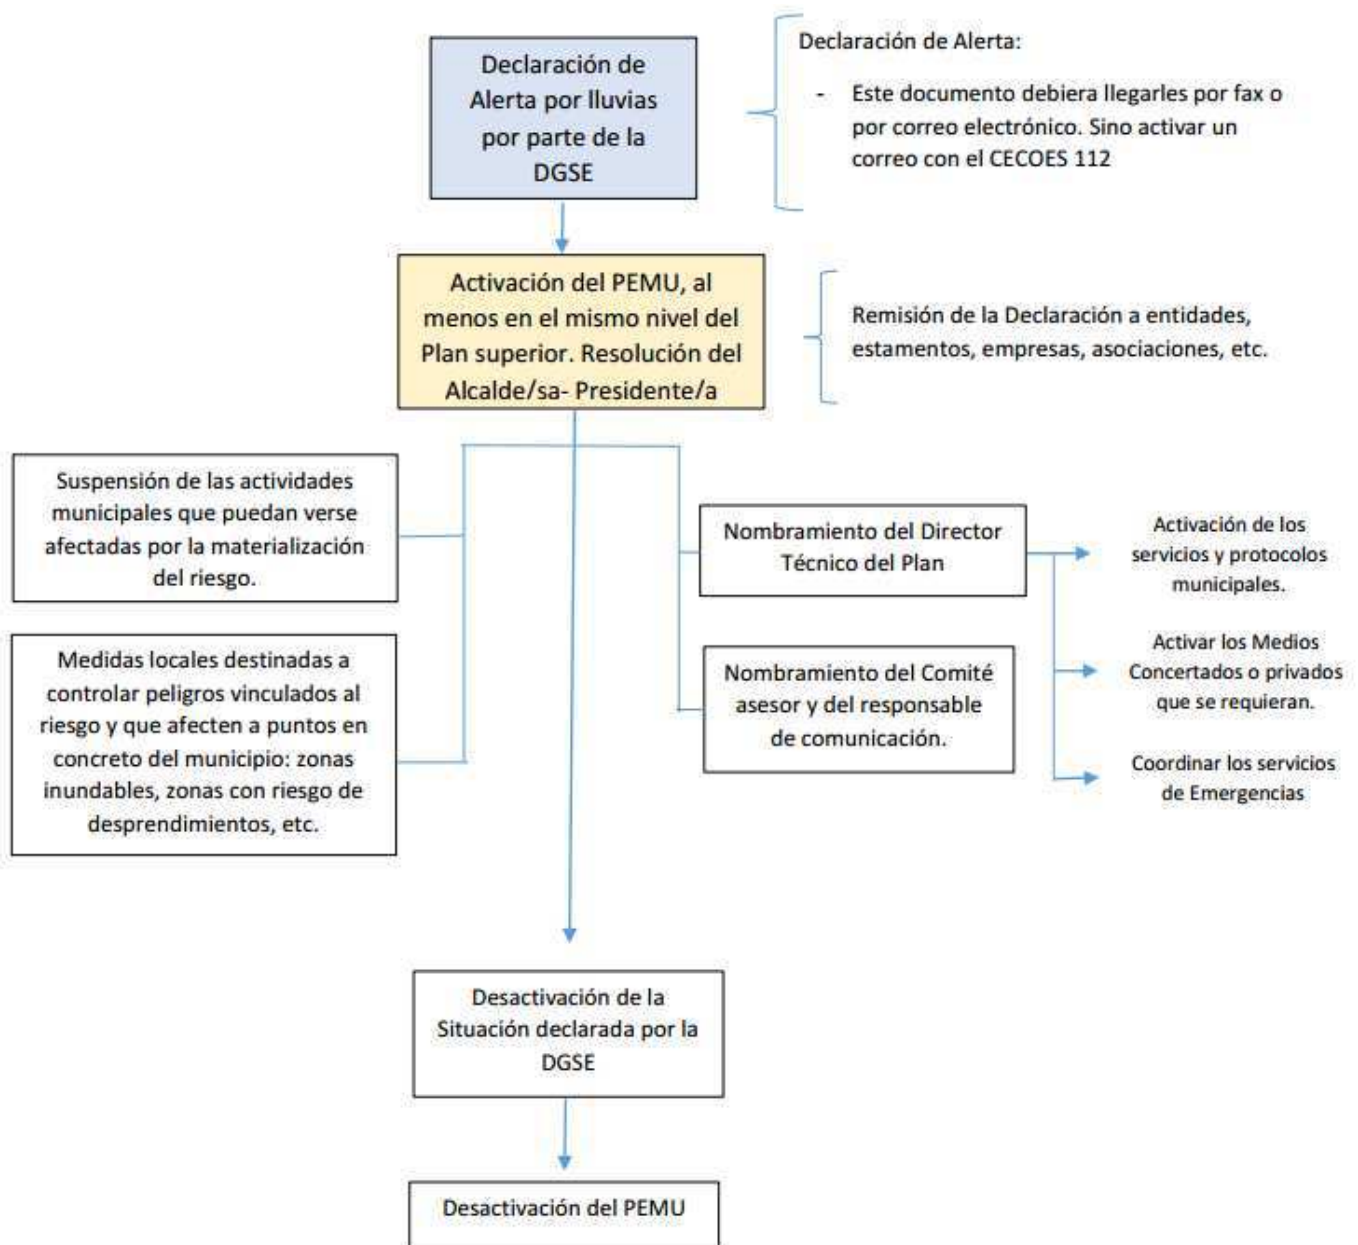 Declaración de
Alerta por lluvias
por parte de la
DGSE
Declaración de Alerta:
- Este documento debiera llegarles por fax o
por correo electrónico. Sino activar un
correo con el CECOES 112
Activación del PEMU, al
menos en el mismo nivel del
Plan superior. Resolución del
Alcalde/sa- Presidente/a
Remisión de la Declaración a entidades,
estamentos, empresas, asociaciones, etc.
Suspensión de las actividades
municipales que puedan verse
afectadas por la materialización
del riesgo.
Medidas locales destinadas a
controlar peligros vinculados al
riesgo y que afecten a puntos en
concreto del municipio: zonas
inundables, zonas con riesgo de
desprendimientos, etc.
Nombramiento del Director
Técnico del Plan
Nombramiento del Comité
asesor y del responsable
de comunicación.
Activación de los
servicios y protocolos
municipales.
Activar los Medios
Concertados o privados
que se requieran.
Coordinar los servicios
de Emergencias
Desactivación de la
Situación declarada por la
DGSE
Desactivación del PEMU